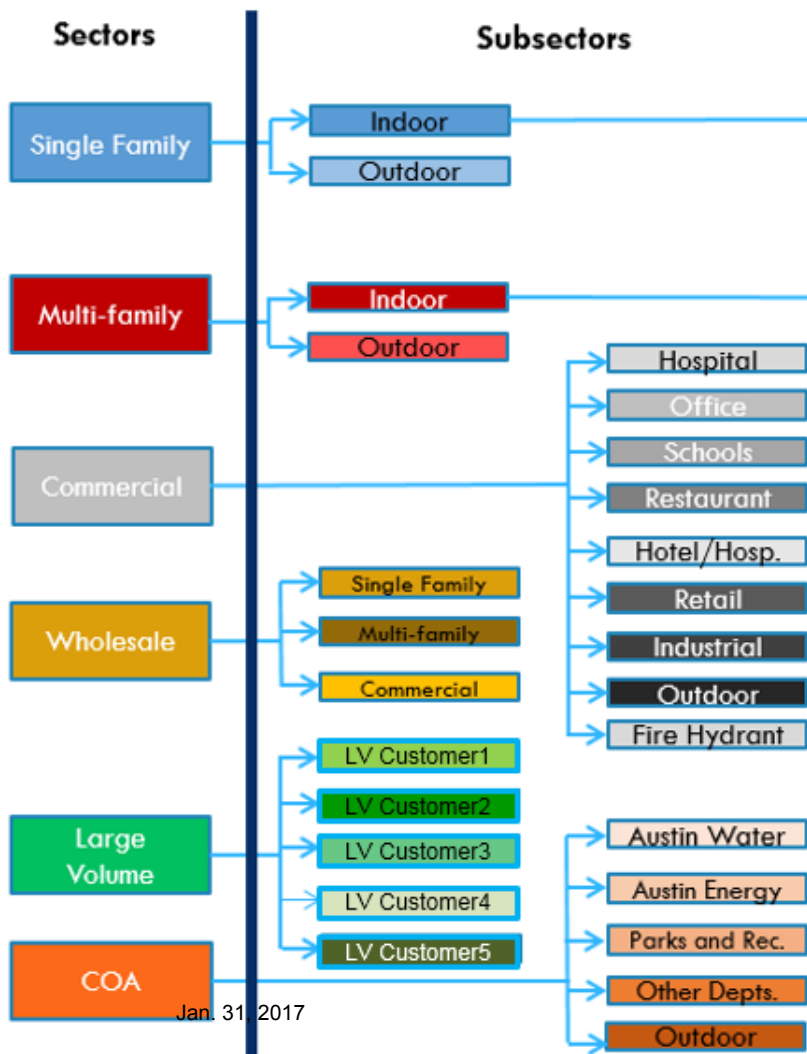 Sectors
Subsectors
Single Family
Indoor
Outdoor
Multi-family
Indoor
Outdoor
Commercial
Hospital
Office
Schools
Restaurant
Hotel/Hosp.
Retail
Industrial
Outdoor
Fire Hydrant
Wholesale
Single Family
Multi-family
Commercial
Large
Volume
LV Customer1
LV Customer2
LV Customer3
LV Customer4
LV Customer5
COA
Austin Water
Austin Energy
Parks and Rec.
Other Depts.
Outdoor
Jan. 31, 2017